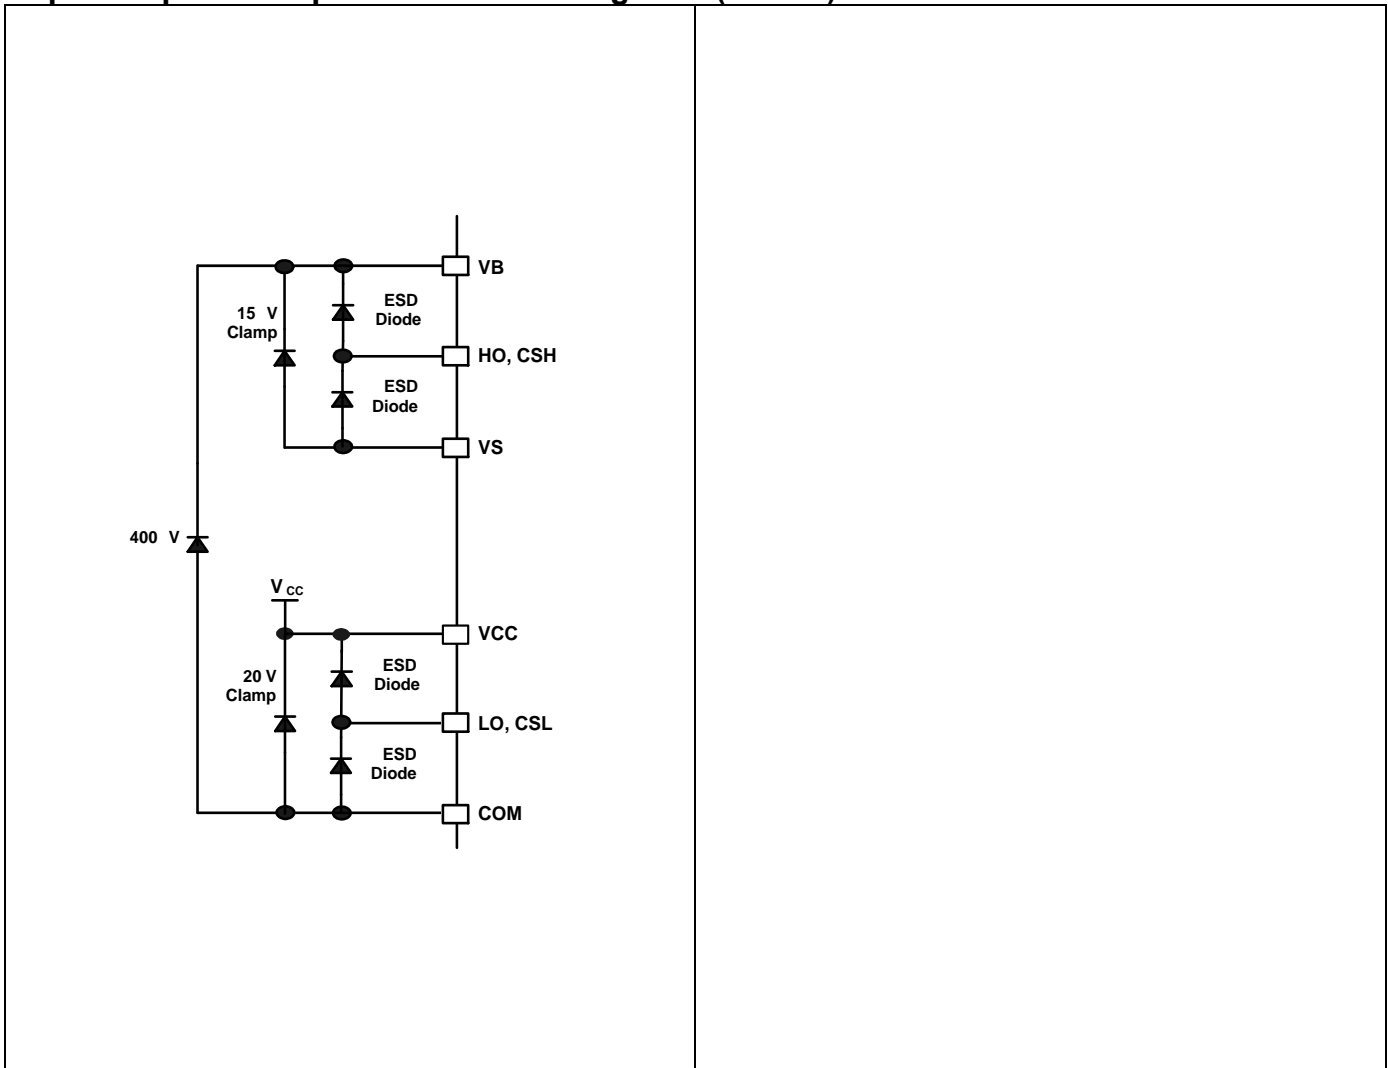 VB
ESD
Diode
15 V
Clamp
HO, CSH
ESD
Diode
VS
400 V
V CC
VCC
ESD
Diode
20 V
Clamp
LO, CSL
ESD
Diode
COM